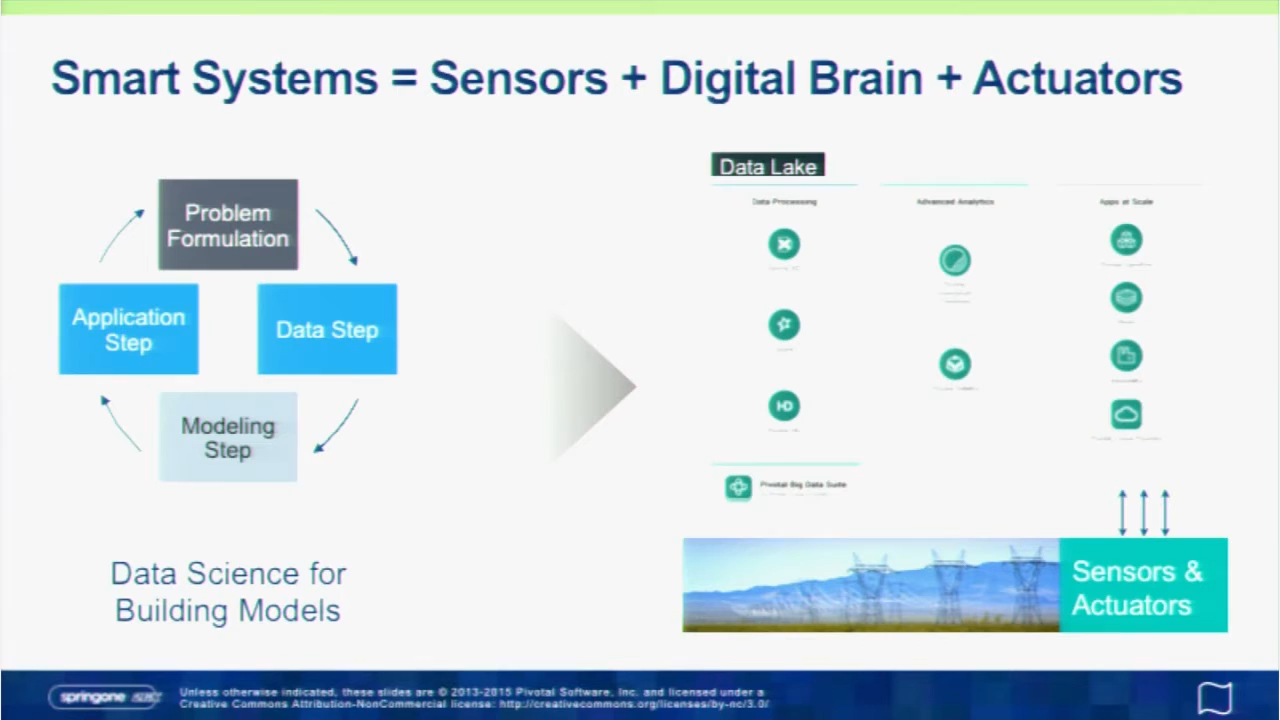 Smart Systems = Sensors + Digital Brain + Actuators
Problem
Formulation
Application
Step
Data Step
Modeling
Step
Data Science for
Building Models
Data Lake
Data Processing
Advanced Analytics
Apps at Scale
HD
Pivotal Big Data Suite
Sensors &
Actuators
springone
Unless otherwise indicated, these slides are © 2013-2015 Pivotal Software, Inc. and licensed under a
Creative Commons Attribution-NonCommercial license: http://creativecommons.org/licenses/by-nc/3.0/